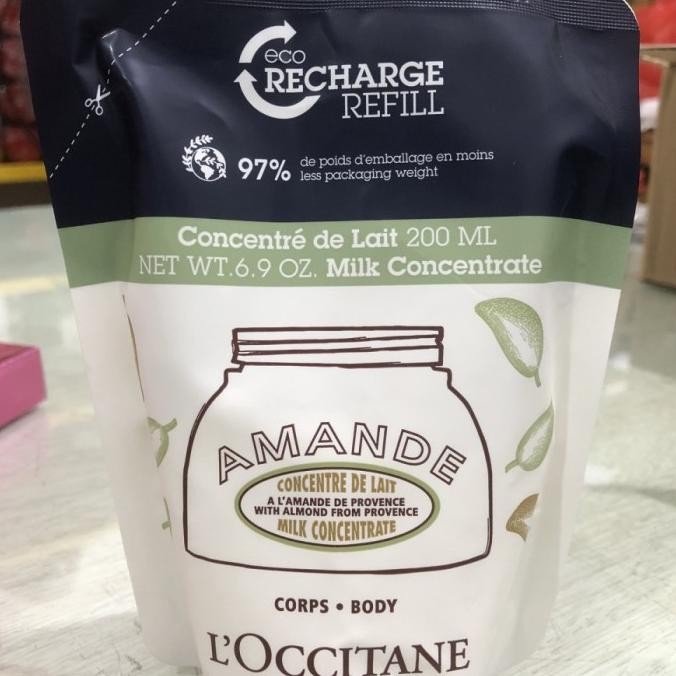 eco
RECHARGE
REFILL
97% de poids d'emballage en moins
less packaging weight
Concentré de Lait 200 ML
NET WT.6.9 OZ. Milk Concentrate
AMANDE
CONCENTRE DE LAIT
A L'AMANDE DE PROVENCE
WITH ALMOND FROM PROVENCE
MILK CONCENTRATE
CORPS • BODY
L'OCCITANE